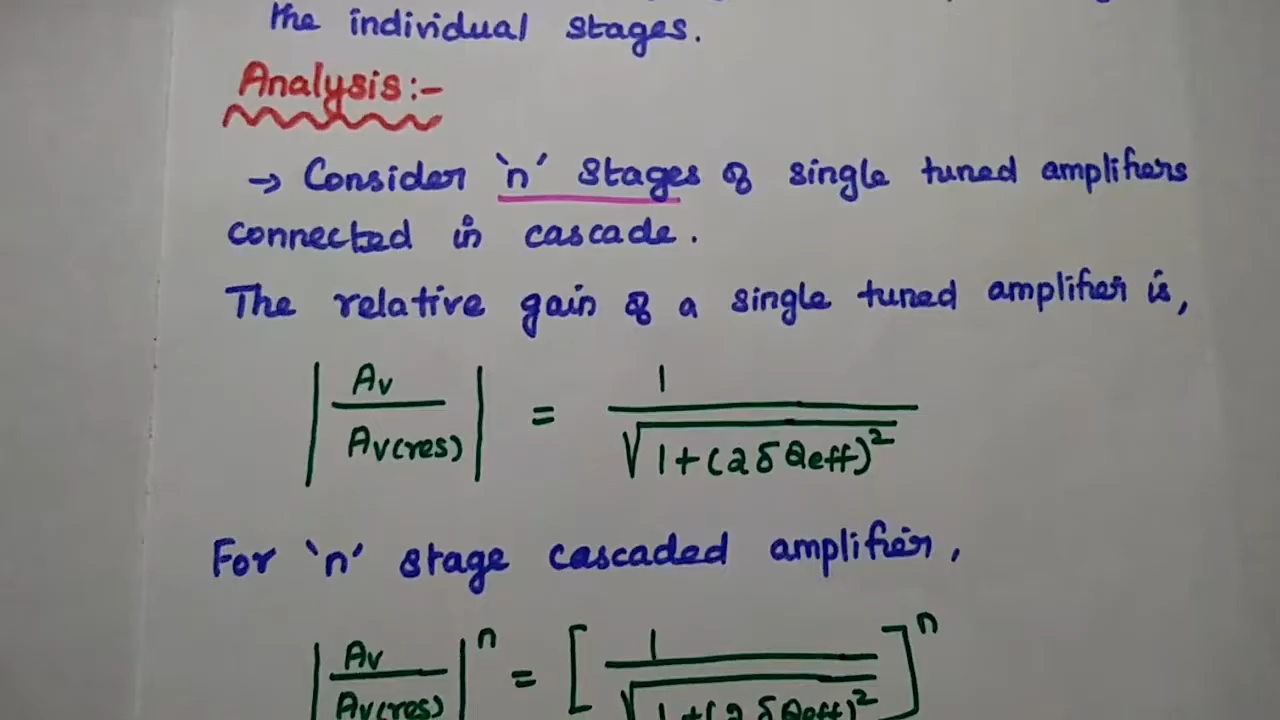 the individual stages.
Analysis:-
→ Consider 'n' stages of single tuned amplifiers
connected in cascade.
The relative gain of a single tuned amplifier is,
| Av / Av(res) | = 1 / √(1+(2δQeff)²)
For 'n' stage cascaded amplifier,
| Av / Av(res) |ⁿ = [ 1 / √(1+(2δQeff)²) ]ⁿ